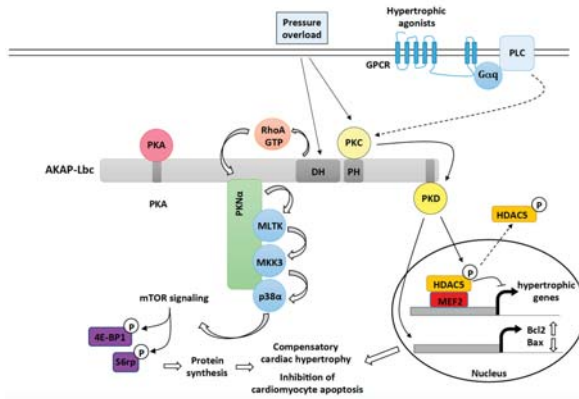 Pressure
overload
Hypertrophic
agonists
GPCR
PLC
Gαq
RhoA
GTP
PKA
PKC
AKAP-Lbc
DH
PH
PKA
PKNα
PKD
MLTK
MKK3
p38α
P
HDAC5
P
HDAC5
MEF2
hypertrophic
genes
mTOR signaling
4E-BP1
P
S6rp
P
Protein
synthesis
Compensatory
cardiac hypertrophy
Inhibition of
cardiomyocyte apoptosis
Bcl2
Bax
Nucleus